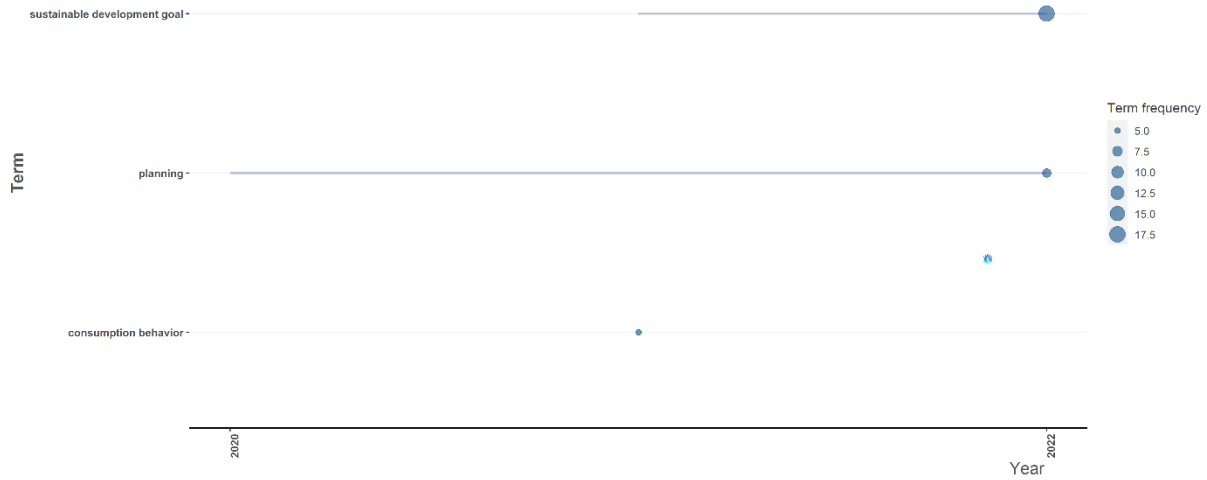 sustainable development goal
Term frequency
5.0
7.5
planning
10.0
12.5
15.0
17.5
Term
consumption behavior
2020
2022
Year